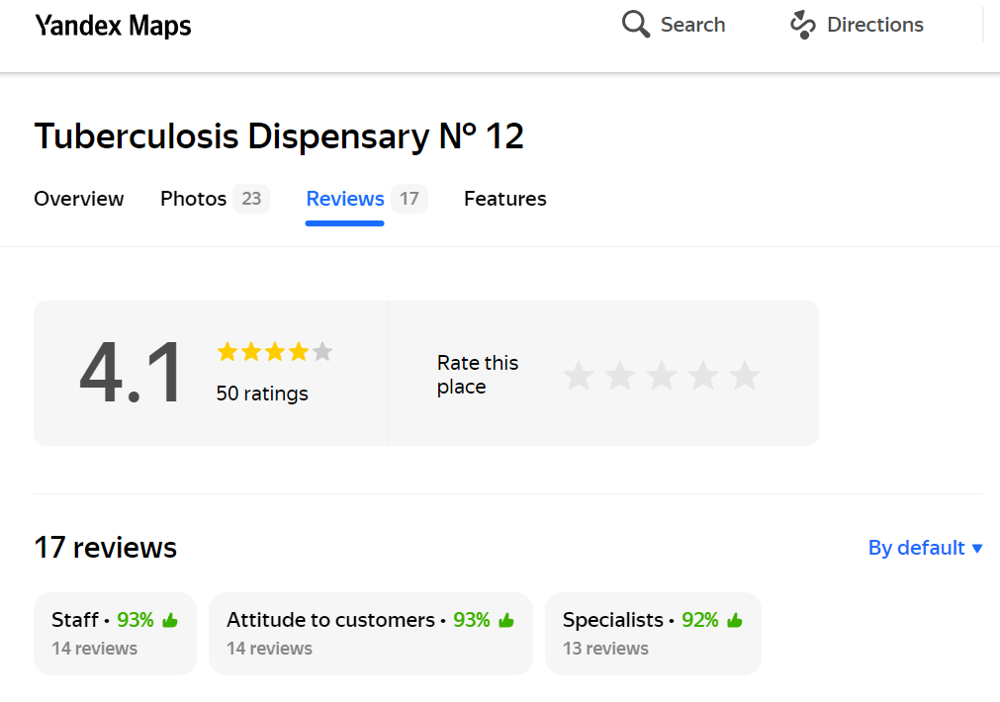 Yandex Maps
Search
Directions
Tuberculosis Dispensary № 12
Overview
Photos 23
Reviews 17
Features
4.1
50 ratings
Rate this
place
17 reviews
By default
Staff • 93%
14 reviews
Attitude to customers • 93%
14 reviews
Specialists • 92%
13 reviews